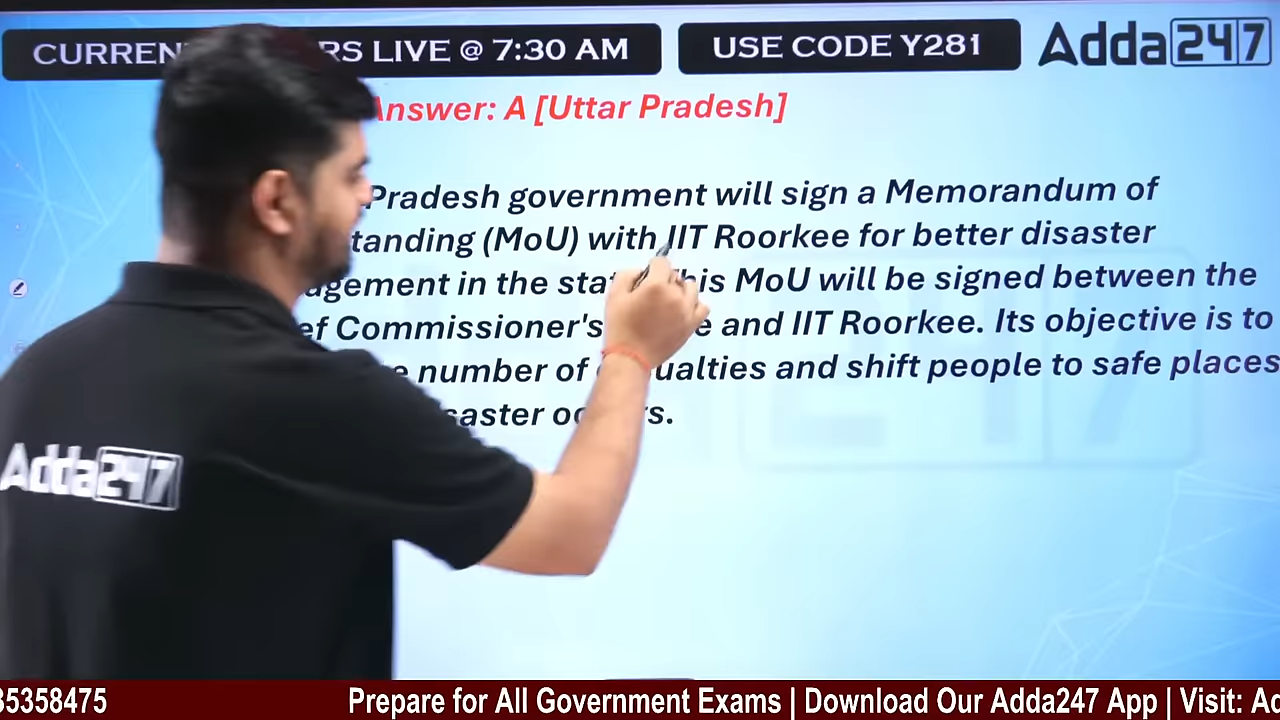 CURREN RS LIVE @ 7:30 AM
USE CODE Y281
Adda247
Answer: A [Uttar Pradesh]
Pradesh government will sign a Memorandum of
tanding (MoU) with IIT Roorkee for better disaster
agement in the sta his MoU will be signed between the
ef Commissioner's e and IIT Roorkee. Its objective is to
e number of ualties and shift people to safe places
saster oc s.
Adda247
35358475
Prepare for All Government Exams | Download Our Adda247 App | Visit: Ad